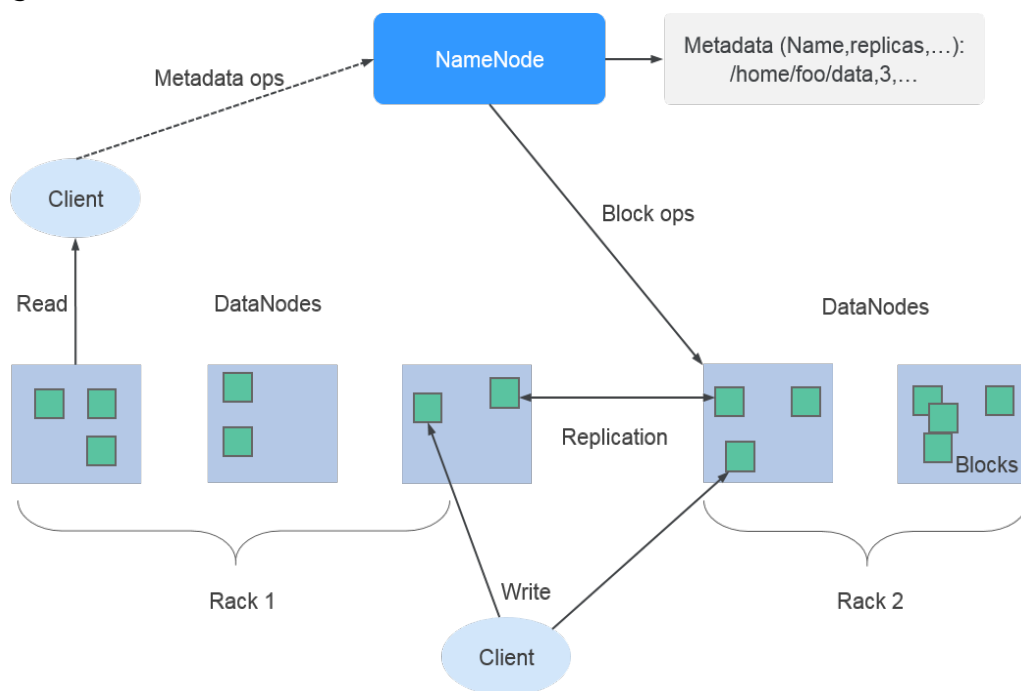 Metadata (Name,replicas,…):
/home/foo/data,3,…
NameNode
Metadata ops
Client
Block ops
Read
DataNodes
DataNodes
Replication
Blocks
Write
Rack 1
Rack 2
Client